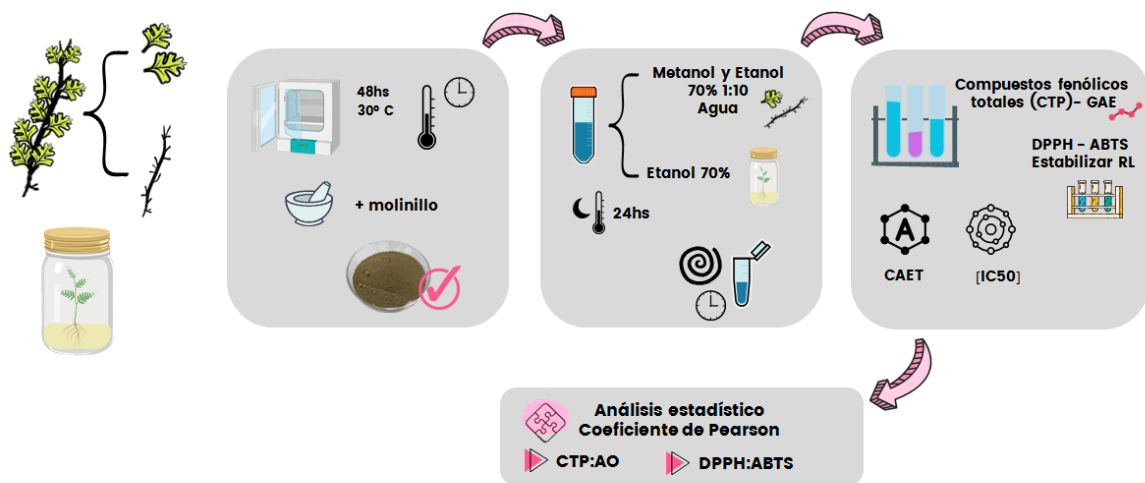 48hs
30º C
+ molinillo
Metanol y Etanol
70% 1:10
Agua
Etanol 70%
24hs
Compuestos fenólicos
totales (CTP)- GAE
DPPH - ABTS
Estabilizar RL
A
CAET
[IC50]
Análisis estadístico
Coeficiente de Pearson
CTP:AO
DPPH:ABTS